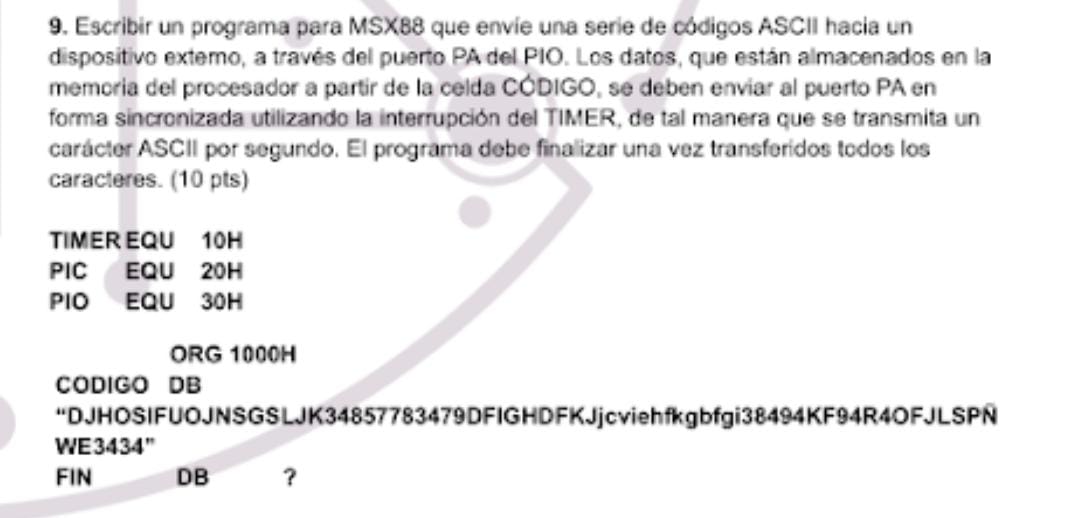 9. Escribir un programa para MSX88 que envíe una serie de códigos ASCII hacia un
dispositivo externo, a través del puerto PA del PIO. Los datos, que están almacenados en la
memoria del procesador a partir de la celda CÓDIGO, se deben enviar al puerto PA en
forma sincronizada utilizando la interrupción del TIMER, de tal manera que se transmita un
carácter ASCII por segundo. El programa debe finalizar una vez transferidos todos los
caracteres. (10 pts)
TIMER EQU 10H
PIC EQU 20H
PIO EQU 30H
ORG 1000H
CODIGO DB
“DJHOSIFUOJNSGSLJK34857783479DFIGHDFKJjcviehfkgbfgi38494KF94R4OFJLSPÑ
WE3434”
FIN DB ?